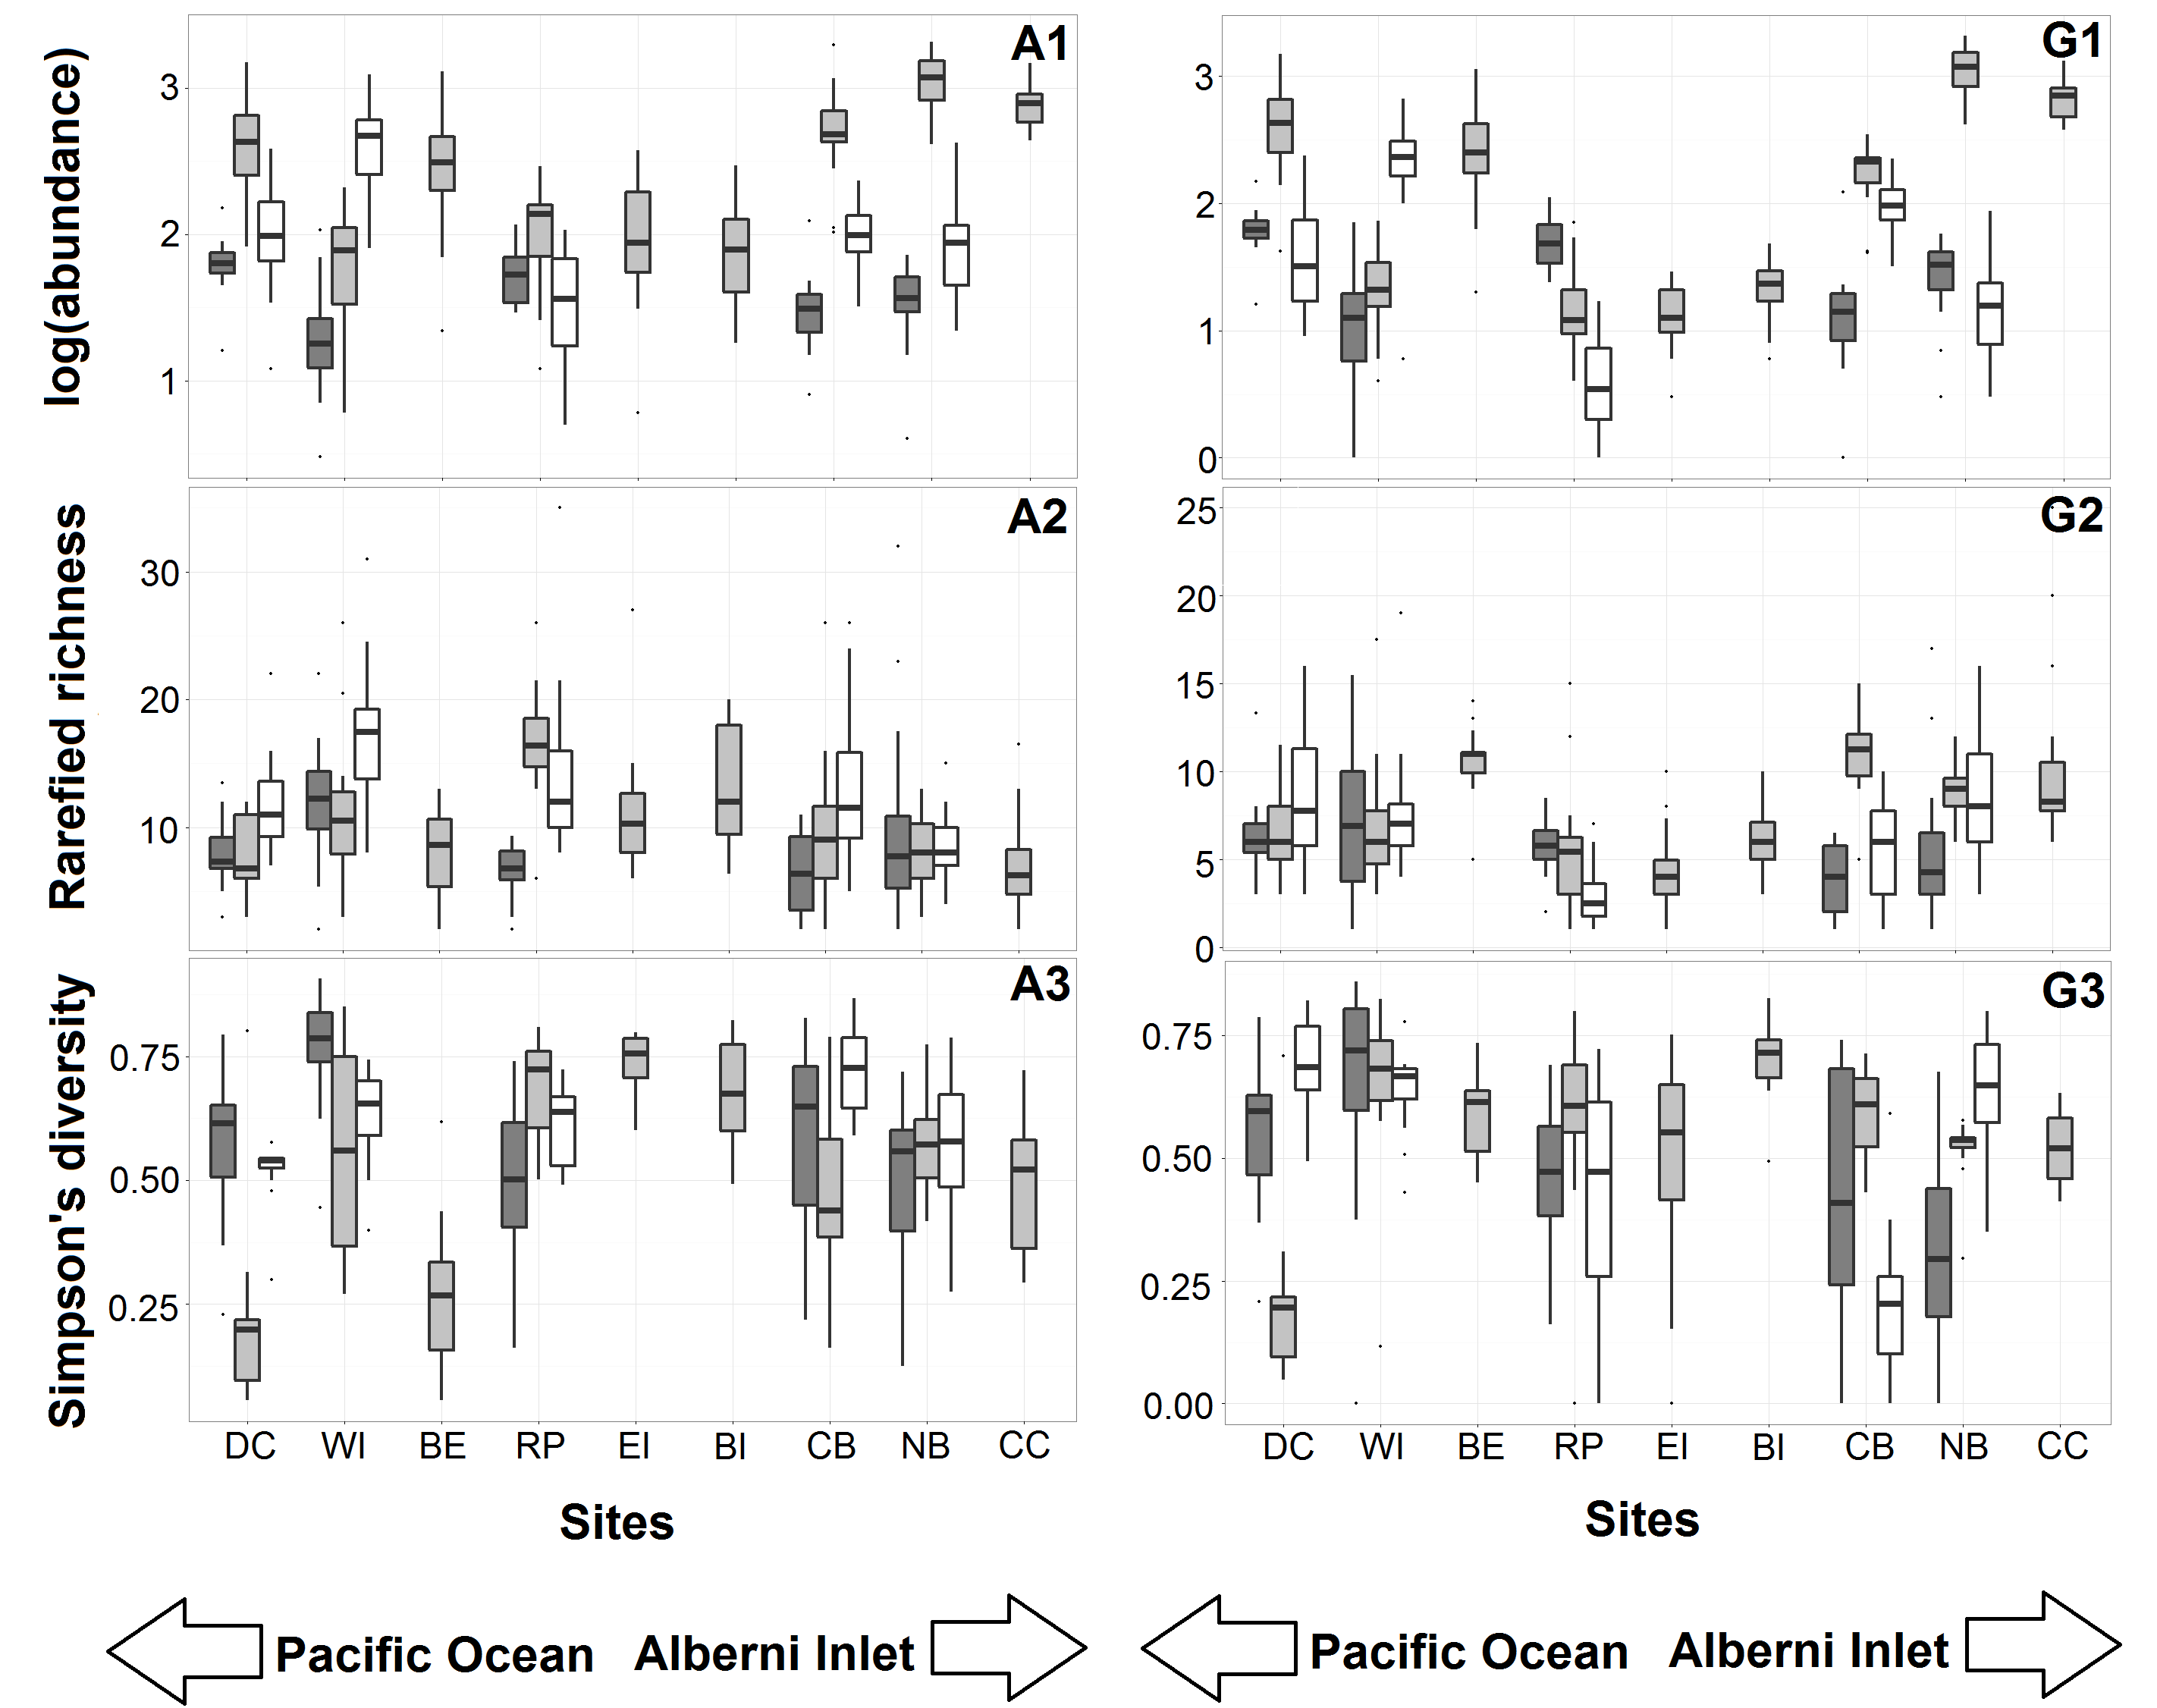 A1
log(abundance)
3
2
1
G1
3
2
1
0
A2
Rarefied richness
30
20
10
G2
25
20
15
10
5
0
A3
Simpson's diversity
0.75
0.50
0.25
G3
0.75
0.50
0.25
0.00
DC WI BE RP EI BI CB NB CC
DC WI BE RP EI BI CB NB CC
Sites
Sites
Pacific Ocean Alberni Inlet
Pacific Ocean Alberni Inlet